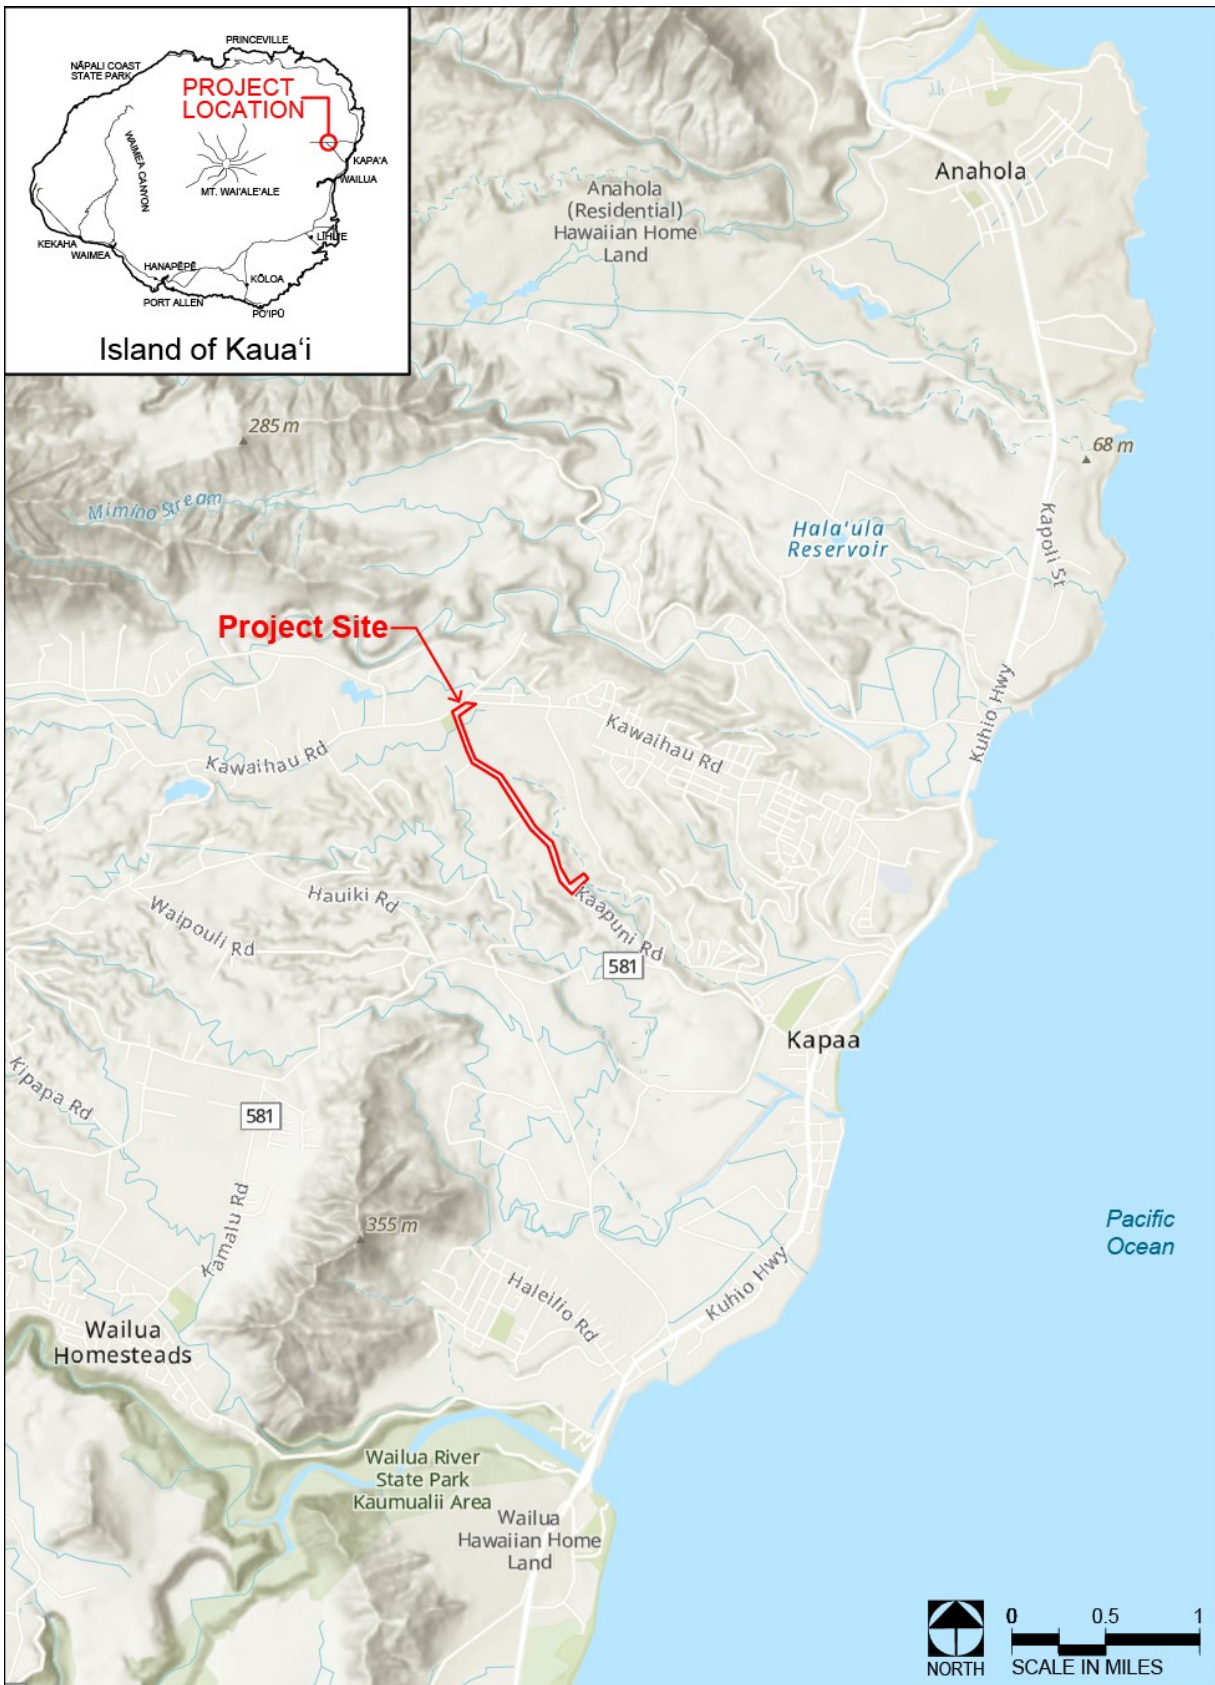 PRINCEVILLE
NĀPALI COAST
STATE PARK
PROJECT
LOCATION
WAIMEA CANYON
KAPA'A
WAILUA
MT. WAI'ALE'ALE
LĪHU'E
KEKAHA
WAIMEA
HANAPĒPĒ
KŌLOA
PORT ALLEN
PO'IPŪ
Island of Kauaʻi
Anahola
Anahola
(Residential)
Hawaiian Home
Land
285 m
68 m
Mimino Stream
Hala'ula
Reservoir
Kapoli St
Project Site
Kuhio Hwy
Kawaihau Rd
Kawaihau Rd
Hauiki Rd
Waipouli Rd
Kaapuni Rd
581
Kapaa
Kipapa Rd
581
Kamalu Rd
355 m
Pacific
Ocean
Haleilio Rd
Kuhio Hwy
Wailua
Homesteads
Wailua River
State Park
Kaumualii Area
Wailua
Hawaiian Home
Land
NORTH
0 0.5 1
SCALE IN MILES